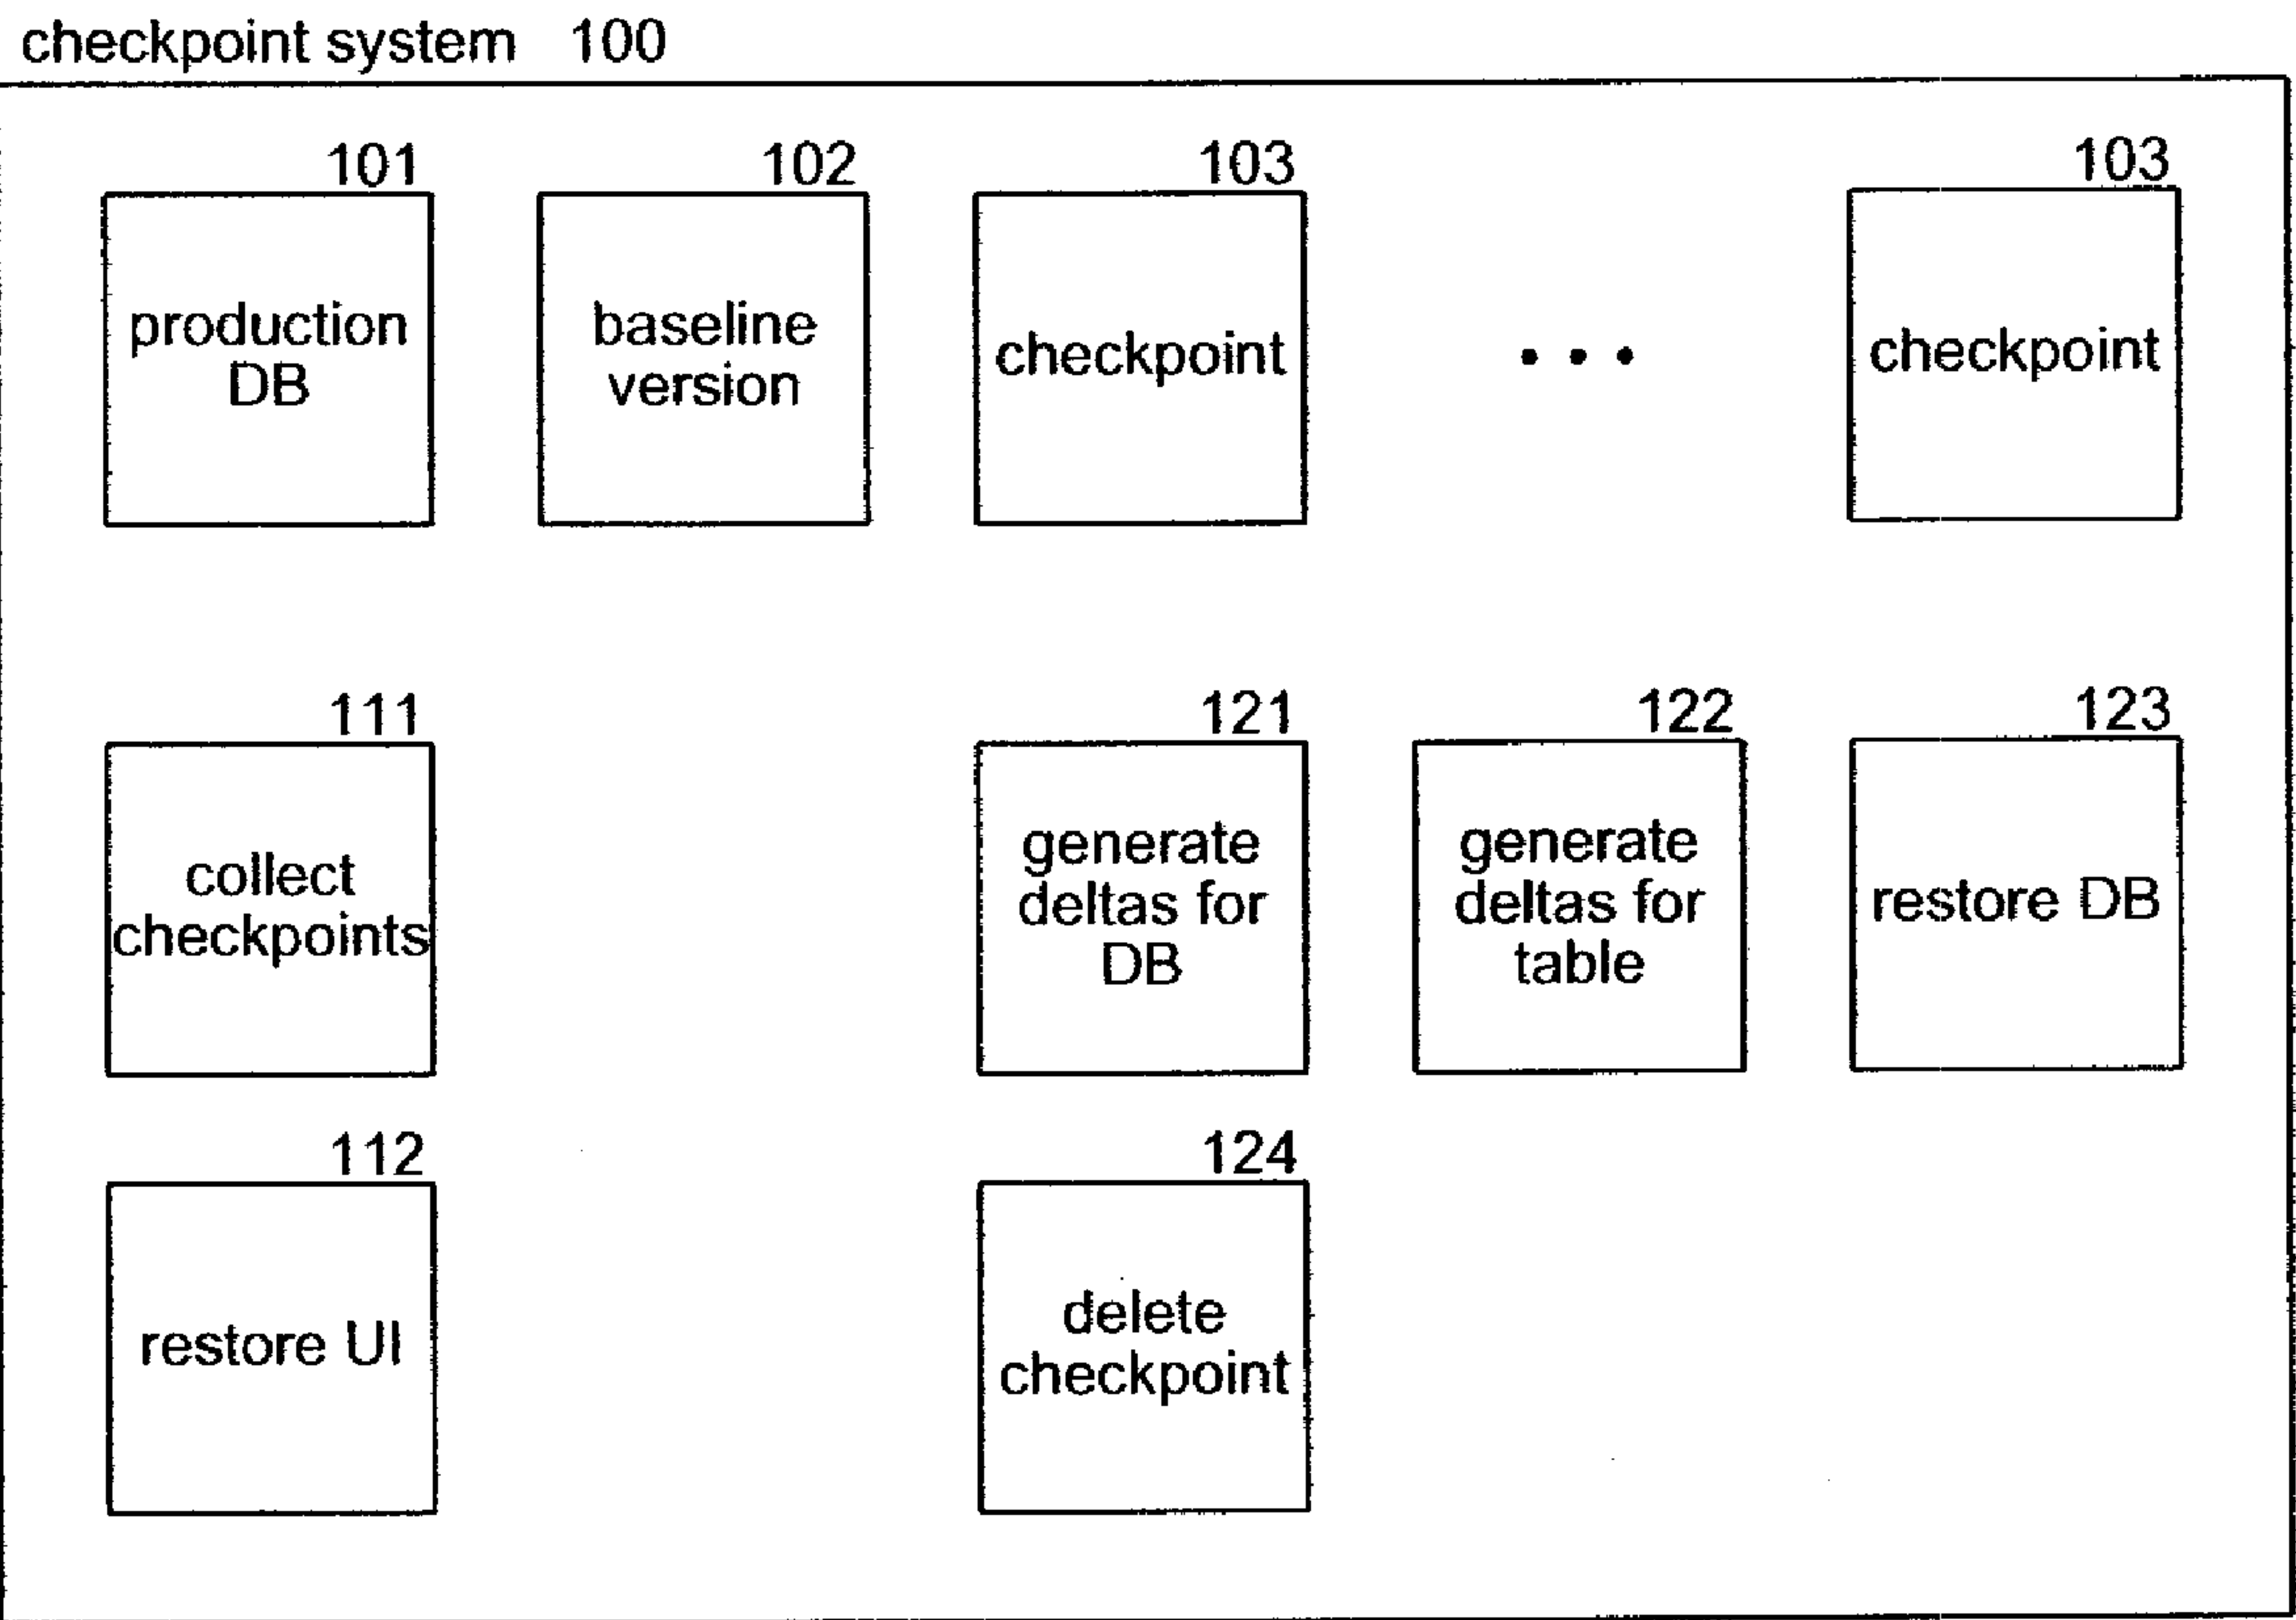 checkpoint system 100
101
102
103
103
production
DB
baseline
version
checkpoint
• • •
checkpoint
111
121
122
123
collect
checkpoints
generate
deltas for
DB
generate
deltas for
table
restore DB
112
124
restore UI
delete
checkpoint